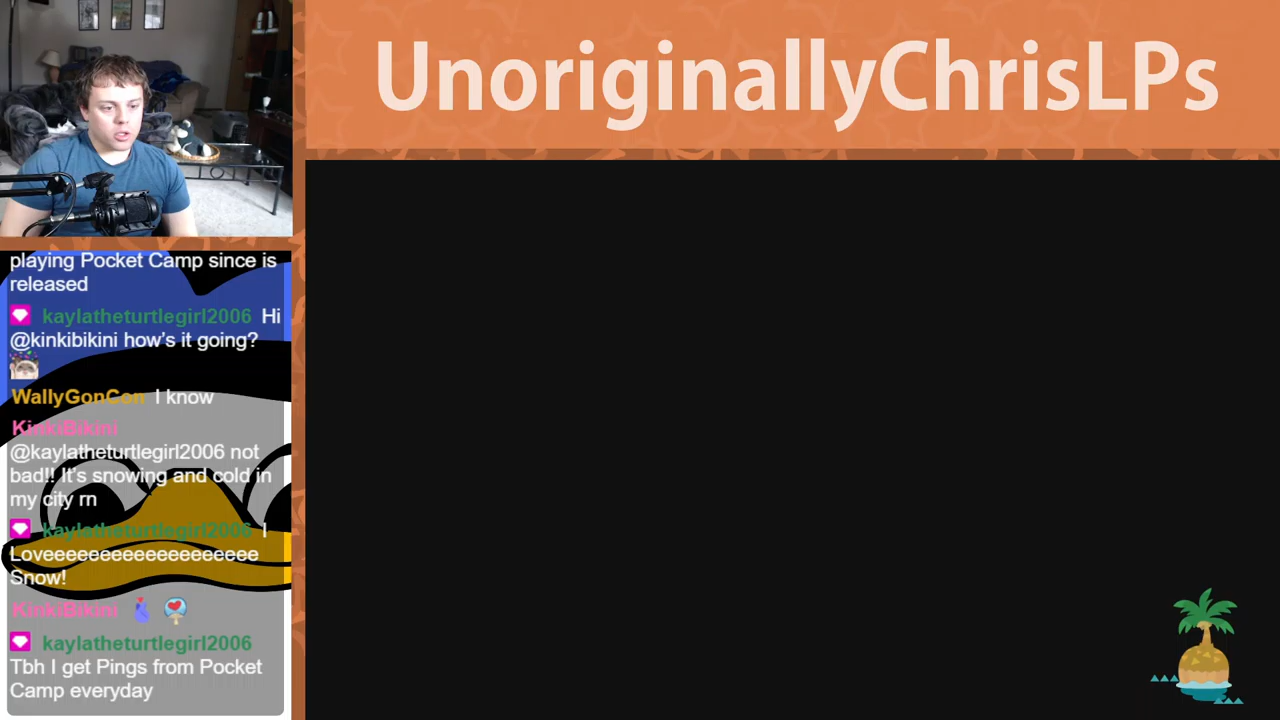 UnoriginallyChrisLPs
playing Pocket Camp since is
released
kaylatheturtlegirl2006 Hi
@kinkibikini how's it going?
WallyGonCon I know
KinkiBikini
@kaylatheturtlegirl2006 not
bad!! It's snowing and cold in
my city rn
kaylatheturtlegirl2006 I
Loveeeeeeeeeeeeeeeeeee
Snow!
KinkiBikini
kaylatheturtlegirl2006
Tbh I get Pings from Pocket
Camp everyday